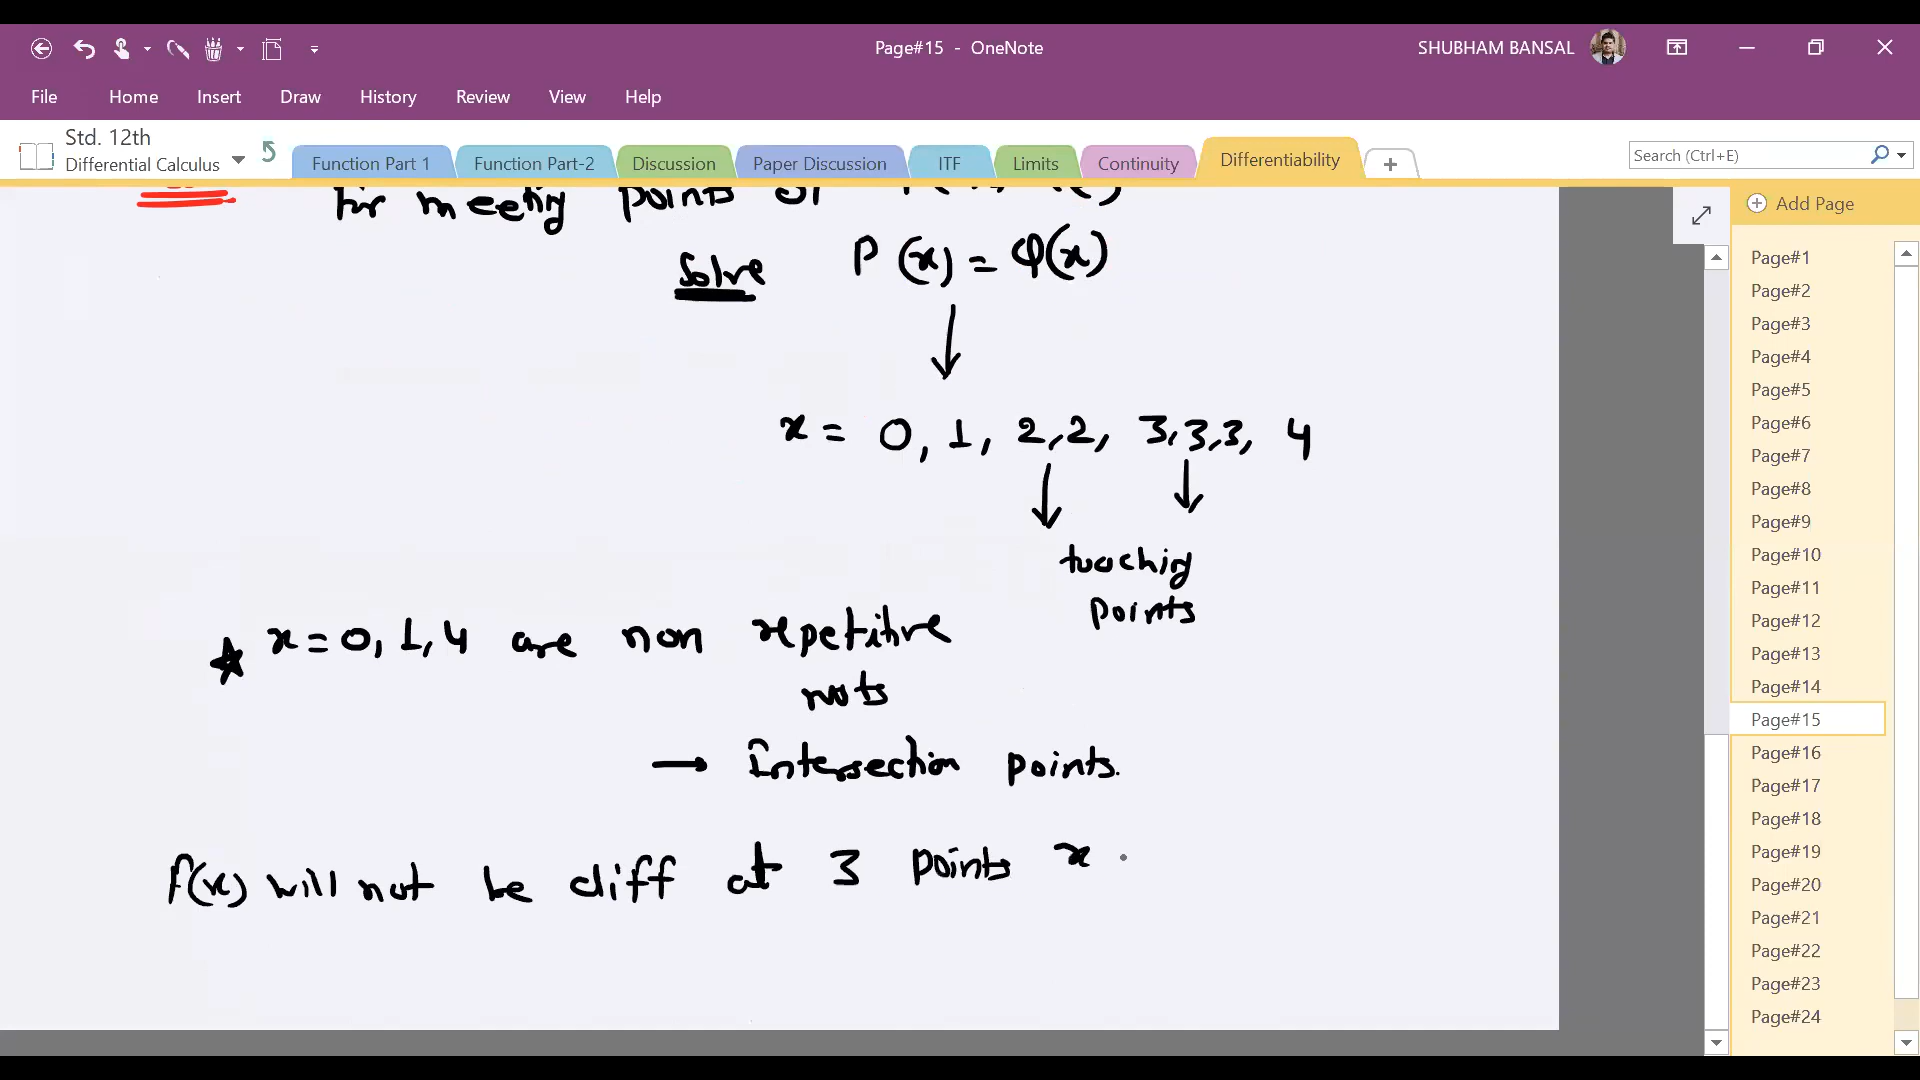 Page#15 - OneNote
SHUBHAM BANSAL
File Home Insert Draw History Review View Help
Std. 12th
Differential Calculus
Function Part 1 Function Part-2 Discussion Paper Discussion ITF Limits Continuity Differentiability
Search (Ctrl+E)
Add Page
for meeting points of
Solve P(x) = Q(x)
x = 0, 1, 2,2, 3,3,3, 4
touching
points
x = 0, 1, 4 are non repetitive
roots
→ Intersection points.
f(x) will not be diff at 3 points x
Page#1
Page#2
Page#3
Page#4
Page#5
Page#6
Page#7
Page#8
Page#9
Page#10
Page#11
Page#12
Page#13
Page#14
Page#15
Page#16
Page#17
Page#18
Page#19
Page#20
Page#21
Page#22
Page#23
Page#24